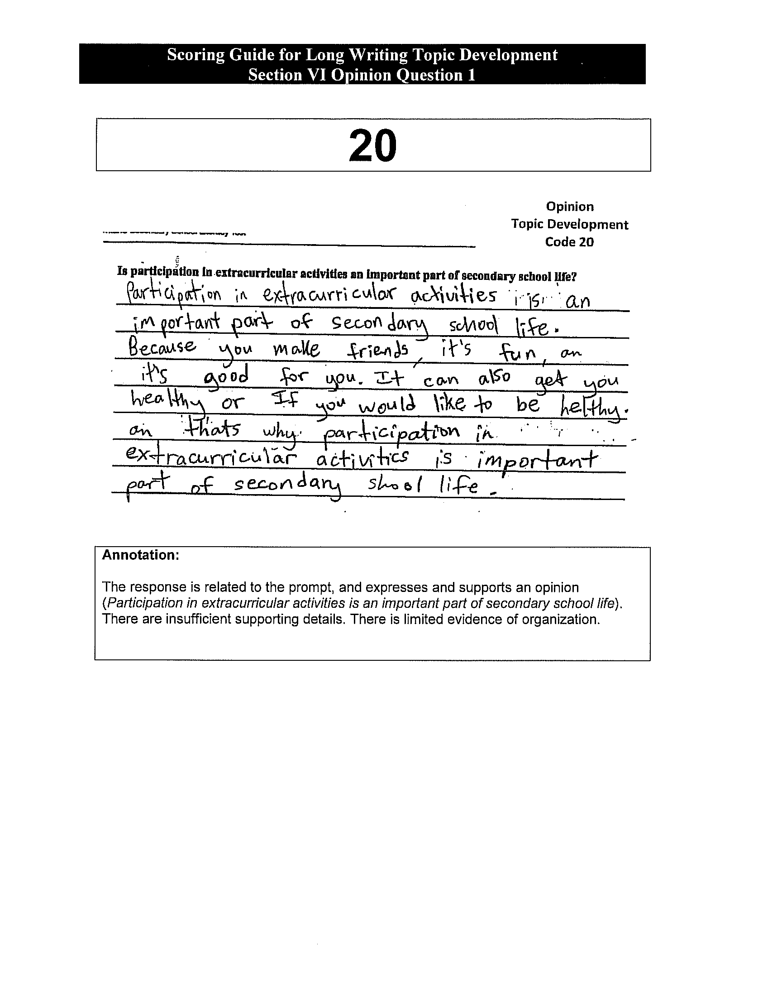 Scoring Guide for Long Writing Topic Development
Section VI Opinion Question 1
20
Opinion
Topic Development
Code 20
Is participation in extracurricular activities an important part of secondary school life?
Participation in extracurricular activities is an
important part of secondary school life.
Because you make friends, it's fun, an
it's good for you. It can also get you
mealthy or If you would like to be helthy.
an thats why participation in
extracurricular activities is important
part of secondary shool life.
Annotation:
The response is related to the prompt, and expresses and supports an opinion
(Participation in extracurricular activities is an important part of secondary school life).
There are insufficient supporting details. There is limited evidence of organization.